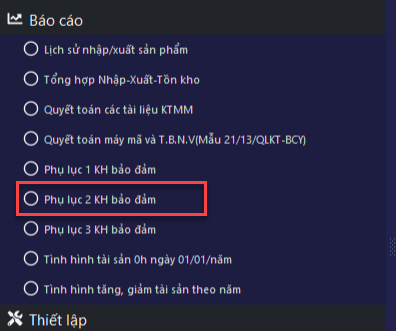 Báo cáo
Lịch sử nhập/xuất sản phẩm
Tổng hợp Nhập-Xuất-Tồn kho
Quyết toán các tài liệu KTMM
Quyết toán máy mã và T.B.N.V(Mẫu 21/13/QLKT-BCY)
Phụ lục 1 KH bảo đảm
Phụ lục 2 KH bảo đảm
Phụ lục 3 KH bảo đảm
Tình hình tài sản 0h ngày 01/01/năm
Tình hình tăng, giảm tài sản theo năm
Thiết lập